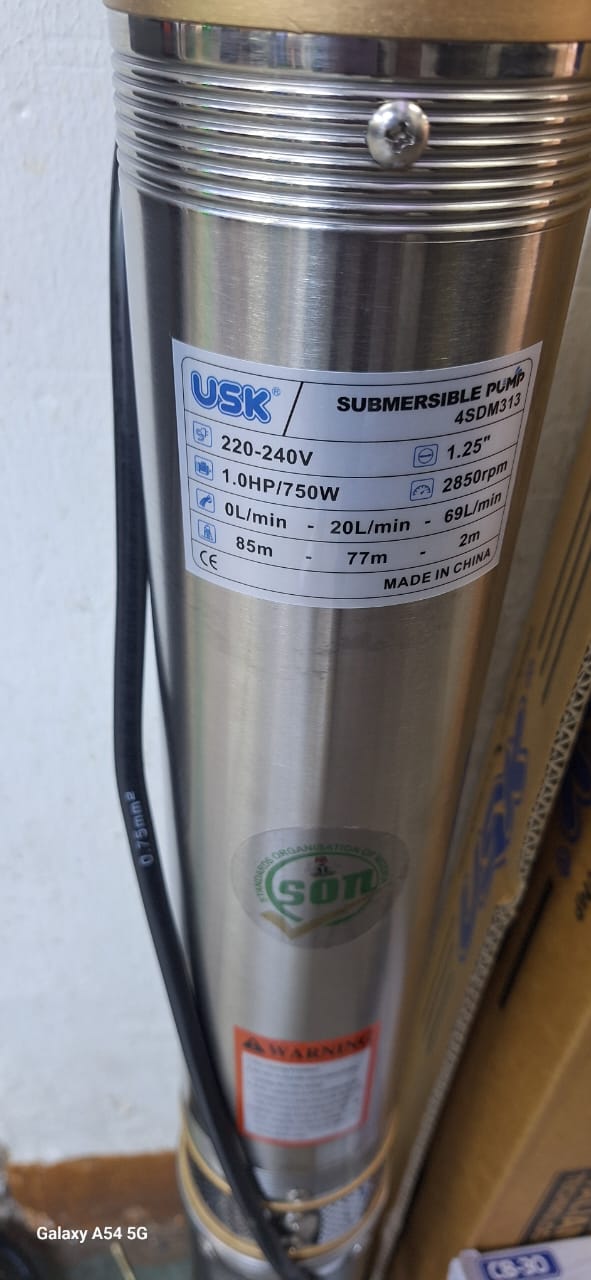 USK®
SUBMERSIBLE PUMP
4SDM313
220-240V
1.25"
1.0HP/750W
2850rpm
0L/min - 20L/min - 69L/min
85m - 77m - 2m
CE
MADE IN CHINA
0.75mm²
STANDARDS ORGANISATION OF NIGERIA
SON
WARNING
Galaxy A54 5G
CB-30